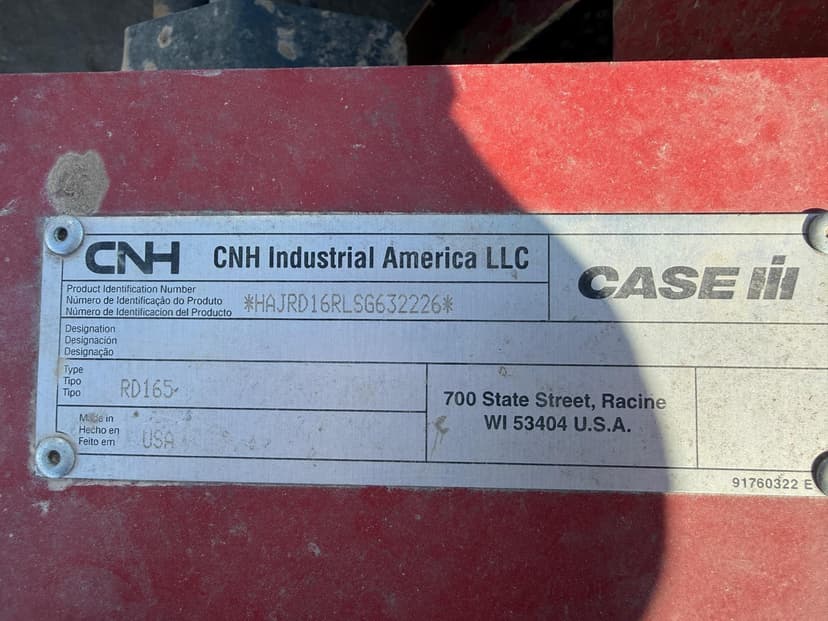 CNH CNH Industrial America LLC
CASE IH
Product Identification Number
Número de Identificação do Produto
Número de Identificacion del Producto
*HAJRD16RLSG632226*
Designation
Designación
Designação
Type
Tipo
Tipo
RD165
700 State Street, Racine
WI 53404 U.S.A.
Made in
Hecho en
Feito em
USA
91760322 E